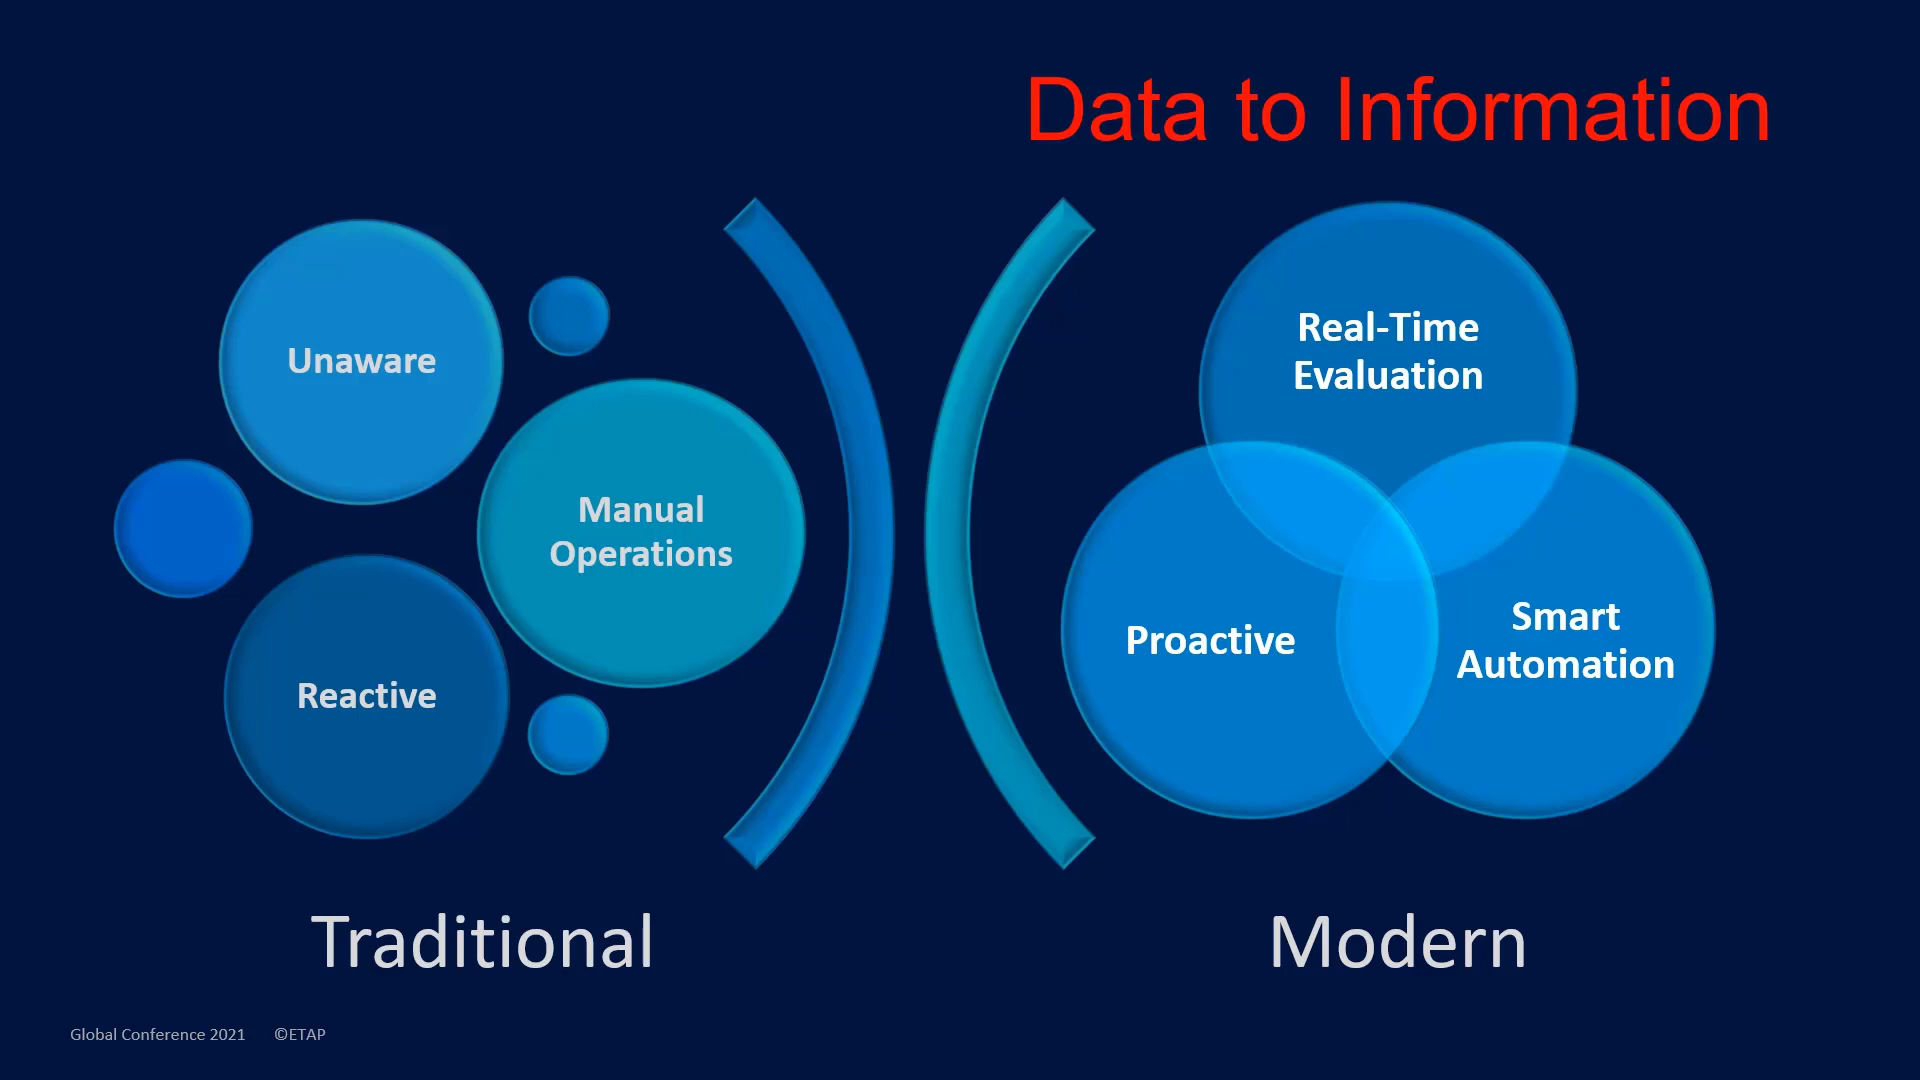 Data to Information
Unaware
Manual
Operations
Reactive
Real-Time
Evaluation
Proactive
Smart
Automation
Traditional
Modern
Global Conference 2021 ©ETAP